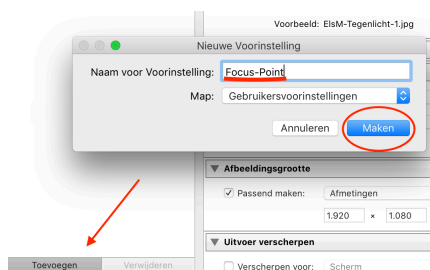 Voorbeeld: ElsM-Tegenlicht-1.jpg
Nieuwe Voorinstelling
Naam voor Voorinstelling: Focus-Point
Map: Gebruikersvoorinstellingen
Annuleren Maken
Afbeeldingsgrootte
Passend maken: Afmetingen
1.920 × 1.080
Uitvoer verscherpen
Toevoegen Verwijderen
Verscherpen voor: Scherm